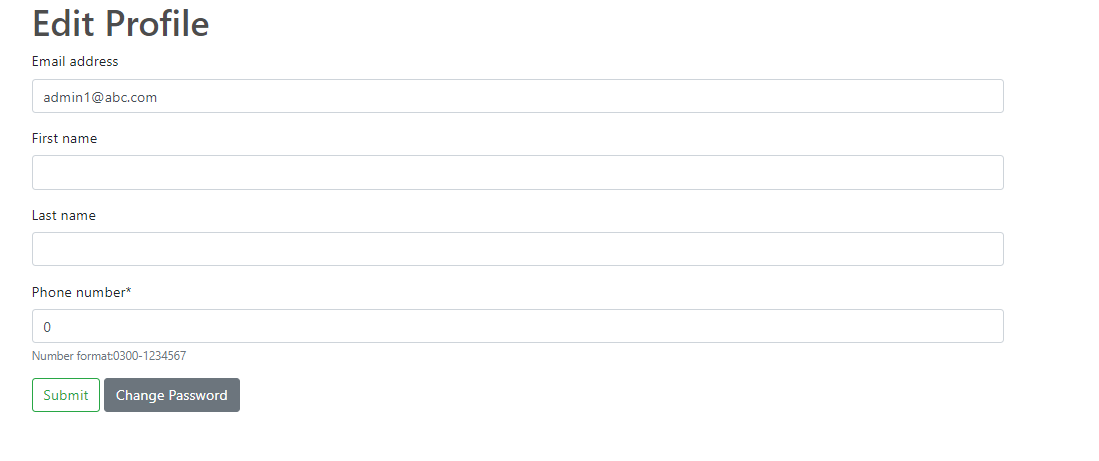 Edit Profile
Email address
admin1@abc.com
First name
Last name
Phone number*
0
Number format:0300-1234567
Submit Change Password